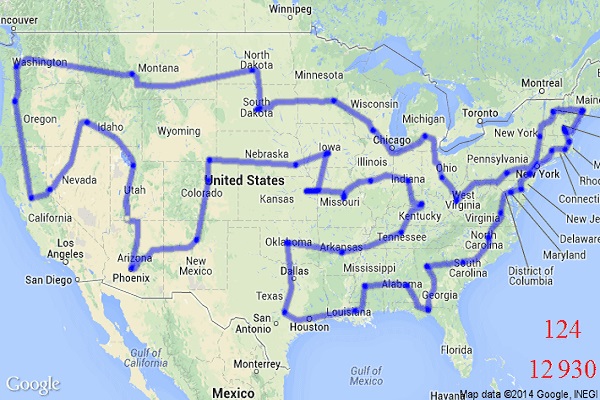 Winnipeg
ncouver
Washington
Montana
North
Dakota
Minnesota
Montreal
Maine
South
Dakota
Wisconsin
Michigan
Toronto
Oregon
Idaho
Wyoming
Chicago
New York
Nebraska
Iowa
Illinois
Indiana
Ohio
Pennsylvania
New York
Nevada
Utah
Colorado
United States
Kansas
Missouri
West
Virginia
Rho
Connec
New J
California
Kentucky
Virginia
Delaware
Maryland
Los
Angeles
Arizona
Phoenix
New
Mexico
Oklahoma
Arkansas
Tennessee
North
Carolina
District of
Columbia
San Diego
Dallas
Mississippi
Alabama
South
Carolina
Georgia
Texas
San
Antonio
Houston
Louisiana
124
Gulf of
California
Monterrey
Gulf of
Mexico
Florida
12 930
Google
Mexico
Havana
Map data ©2014 Google, INEGI